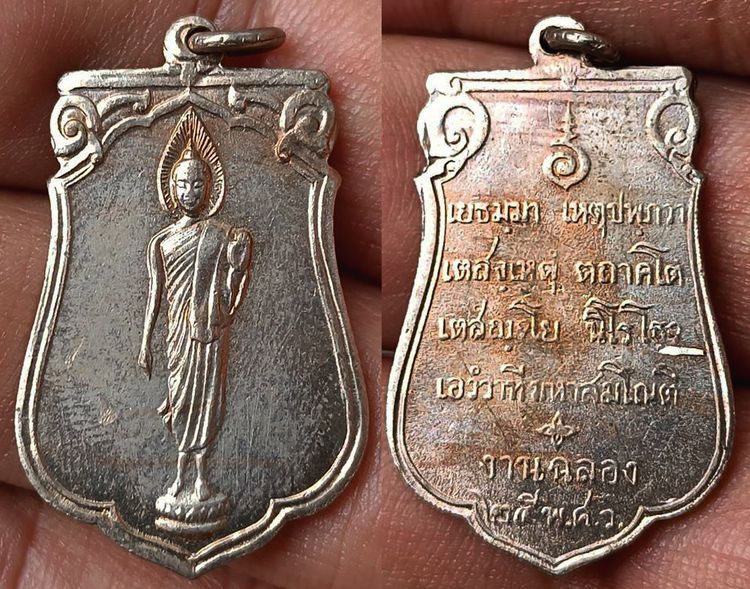 เยธมฺมา เหตุปพฺภวา
เตสํเหตุํ ตถาคโต
เตสญฺจโย นิโรโธจ
เอวํวาที มหาสมโณติ
งานฉลอง
๒๕ พ.ศ.ว.